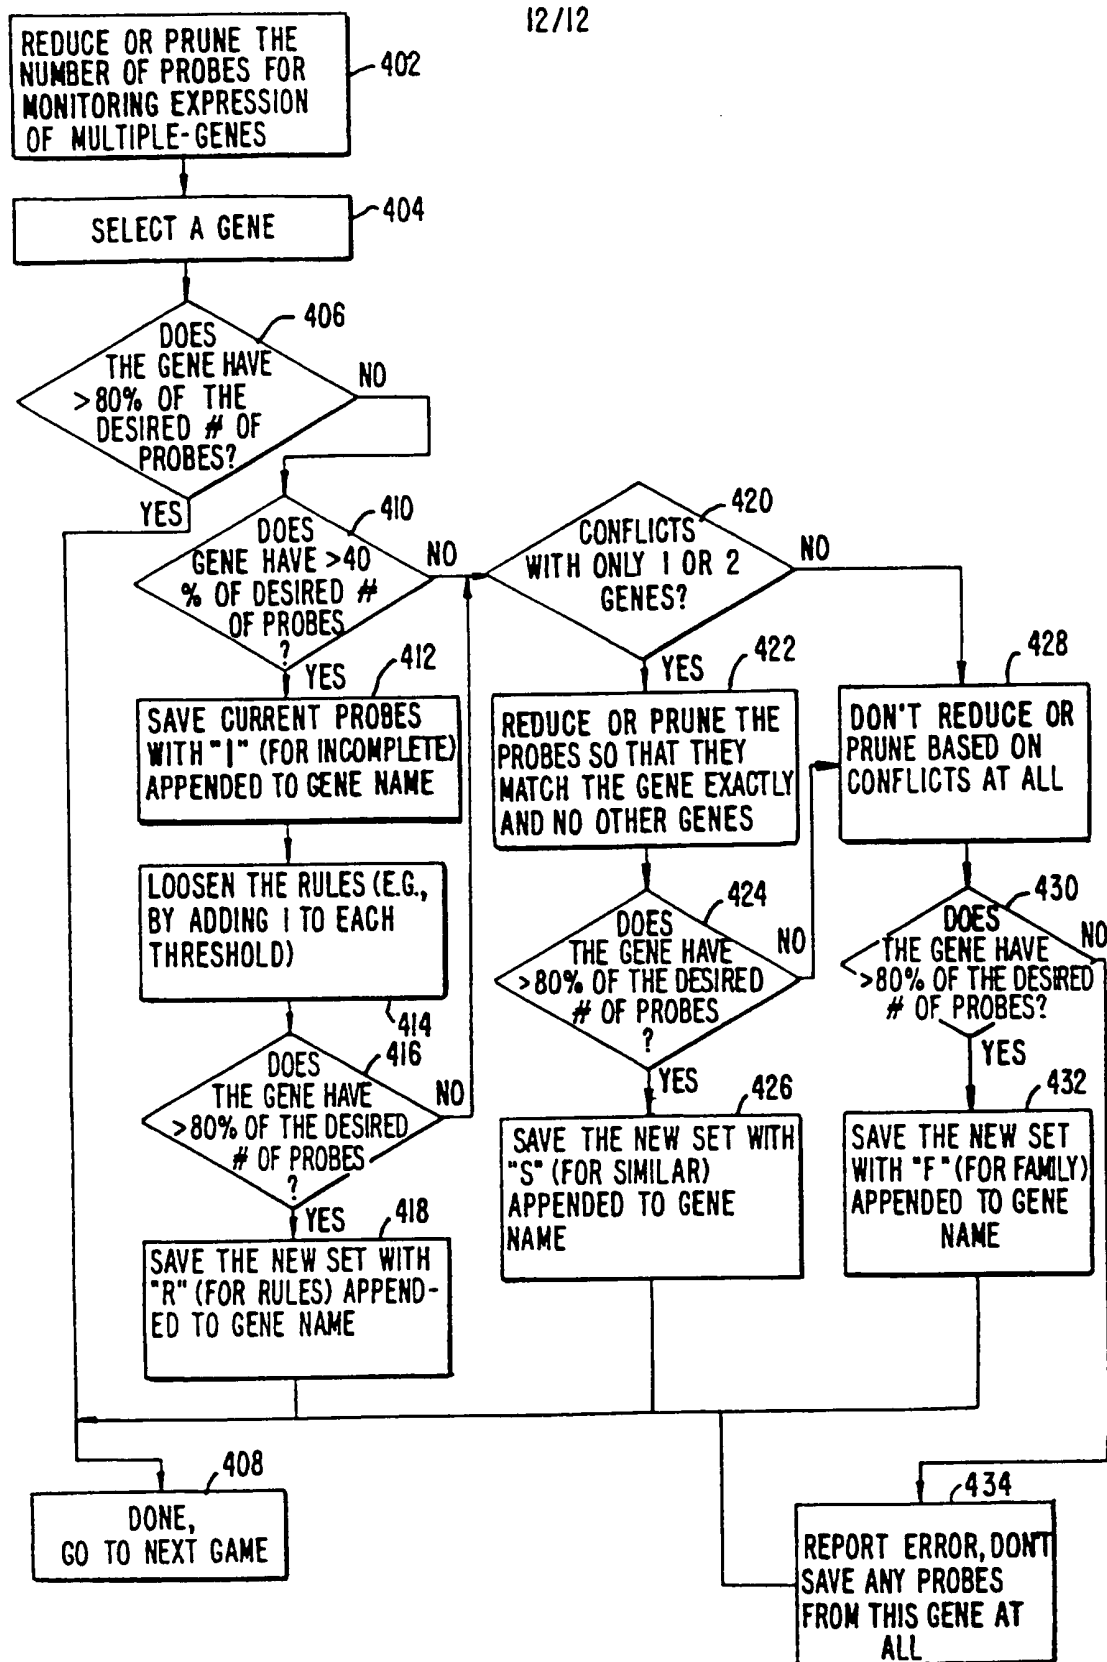 12/12
REDUCE OR PRUNE THE
NUMBER OF PROBES FOR
MONITORING EXPRESSION
OF MULTIPLE-GENES
402
SELECT A GENE
404
406
DOES
THE GENE HAVE
>80% OF THE
DESIRED # OF
PROBES?
NO
YES
410
DOES
GENE HAVE >40
% OF DESIRED #
OF PROBES
?
NO
YES
412
SAVE CURRENT PROBES
WITH "I" (FOR INCOMPLETE)
APPENDED TO GENE NAME
LOOSEN THE RULES (E.G.,
BY ADDING 1 TO EACH
THRESHOLD)
414
416
DOES
THE GENE HAVE
>80% OF THE DESIRED
# OF PROBES
?
NO
YES
418
SAVE THE NEW SET WITH
"R" (FOR RULES) APPEND-
ED TO GENE NAME
420
CONFLICTS
WITH ONLY 1 OR 2
GENES?
NO
YES
422
REDUCE OR PRUNE THE
PROBES SO THAT THEY
MATCH THE GENE EXACTLY
AND NO OTHER GENES
424
DOES
THE GENE HAVE
>80% OF THE DESIRED
# OF PROBES
?
NO
YES
426
SAVE THE NEW SET WITH
"S" (FOR SIMILAR)
APPENDED TO GENE
NAME
428
DON'T REDUCE OR
PRUNE BASED ON
CONFLICTS AT ALL
430
DOES
THE GENE HAVE
>80% OF THE DESIRED
# OF PROBES?
NO
YES
432
SAVE THE NEW SET
WITH "F" (FOR FAMILY)
APPENDED TO GENE
NAME
408
DONE,
GO TO NEXT GAME
434
REPORT ERROR, DON'T
SAVE ANY PROBES
FROM THIS GENE AT
ALL